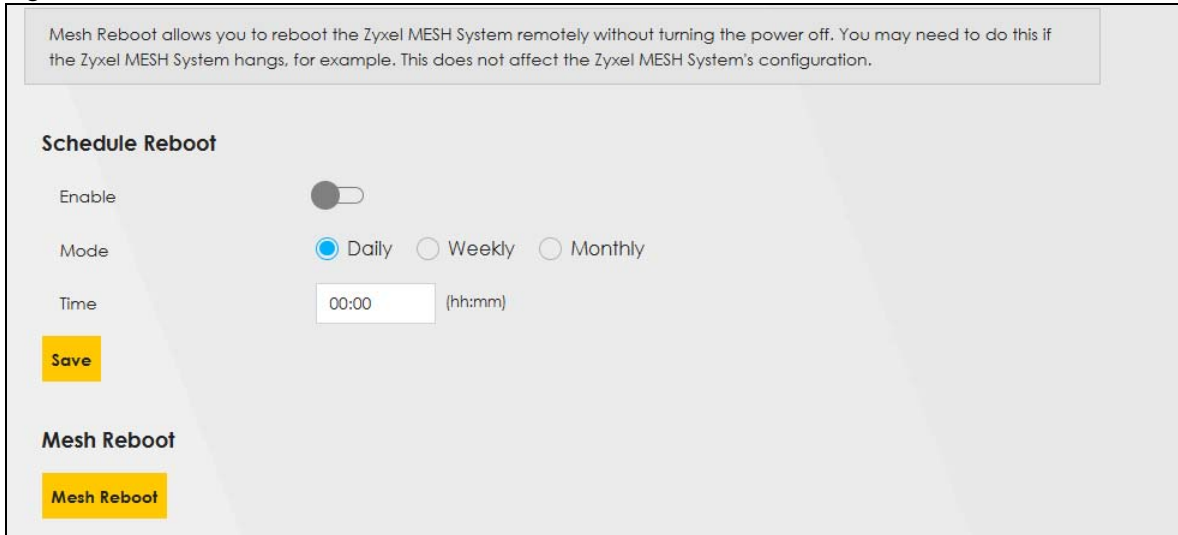 Mesh Reboot allows you to reboot the Zyxel MESH System remotely without turning the power off. You may need to do this if
the Zyxel MESH System hangs, for example. This does not affect the Zyxel MESH System's configuration.
Schedule Reboot
Enable
Mode Daily Weekly Monthly
Time 00:00 (hh:mm)
Save
Mesh Reboot
Mesh Reboot